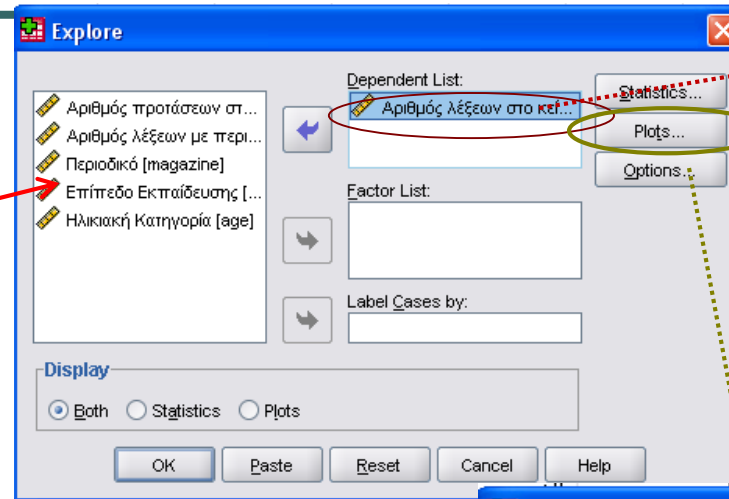 Explore
Dependent List:
Αριθμός προτάσεων στ...
Αριθμός λέξεων με περι...
Περιοδικό [magazine]
Επίπεδο Εκπαίδευσης [...
Ηλικιακή Κατηγορία [age]
Αριθμός λέξεων στο κεί...
Statistics...
Plots...
Options...
Factor List:
Label Cases by:
Display
Both Statistics Plots
OK Paste Reset Cancel Help